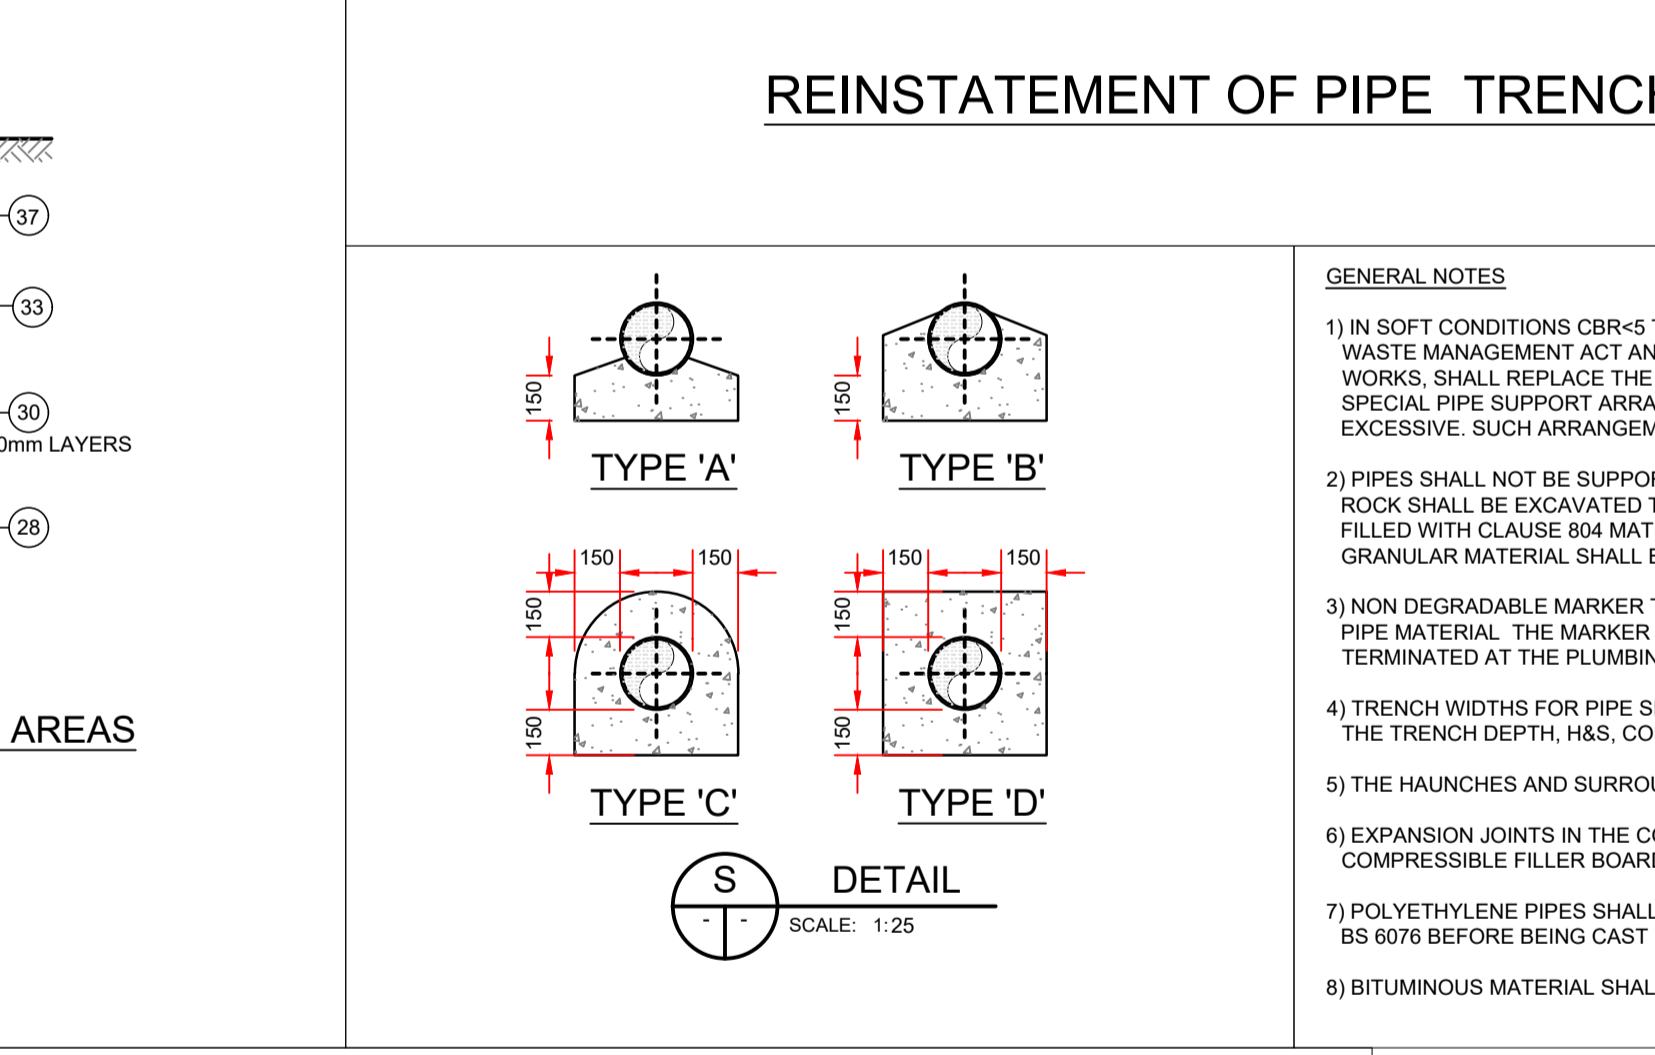 REINSTATEMENT OF PIPE TRENCH
37
33
30
0mm LAYERS
28
AREAS
150
150
TYPE 'A'
TYPE 'B'
150
150
150
150
150
150
150
150
TYPE 'C'
TYPE 'D'
S
DETAIL
- -
SCALE: 1:25
GENERAL NOTES
1) IN SOFT CONDITIONS CBR<5
WASTE MANAGEMENT ACT AN
WORKS, SHALL REPLACE THE
SPECIAL PIPE SUPPORT ARRA
EXCESSIVE. SUCH ARRANGEM
2) PIPES SHALL NOT BE SUPPOR
ROCK SHALL BE EXCAVATED T
FILLED WITH CLAUSE 804 MAT
GRANULAR MATERIAL SHALL
3) NON DEGRADABLE MARKER
PIPE MATERIAL THE MARKER
TERMINATED AT THE PLUMBIN
4) TRENCH WIDTHS FOR PIPE S
THE TRENCH DEPTH, H&S, CO
5) THE HAUNCHES AND SURROU
6) EXPANSION JOINTS IN THE CO
COMPRESSIBLE FILLER BOARD
7) POLYETHYLENE PIPES SHALL
BS 6076 BEFORE BEING CAST
8) BITUMINOUS MATERIAL SHAL